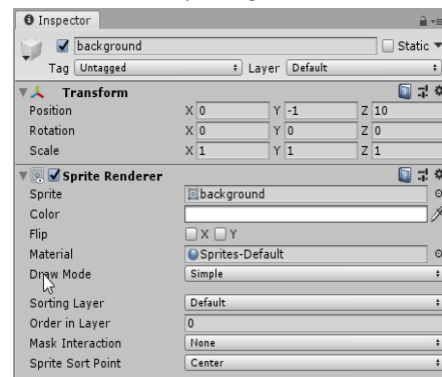 Inspector
background Static
Tag Untagged Layer Default
Transform
Position X 0 Y -1 Z 10
Rotation X 0 Y 0 Z 0
Scale X 1 Y 1 Z 1
Sprite Renderer
Sprite background
Color
Flip X Y
Material Sprites-Default
Draw Mode Simple
Sorting Layer Default
Order in Layer 0
Mask Interaction None
Sprite Sort Point Center